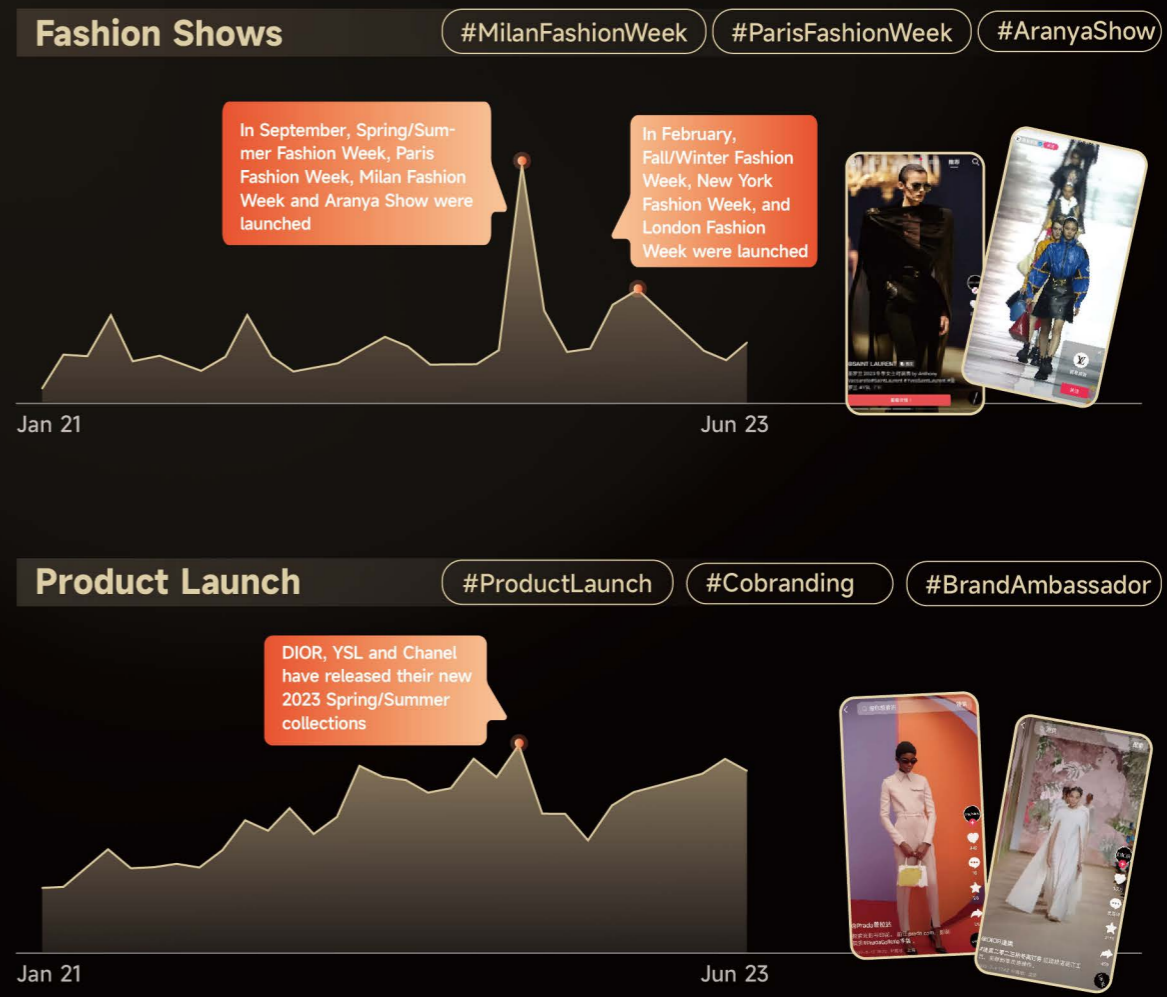 Fashion Shows
#MilanFashionWeek
#ParisFashionWeek
#AranyaShow
In September, Spring/Sum-
mer Fashion Week, Paris
Fashion Week, Milan Fashion
Week and Aranya Show were
launched
In February,
Fall/Winter Fashion
Week, New York
Fashion Week, and
London Fashion
Week were launched
@SAINT LAURENT
Jan 21
Jun 23
Product Launch
#ProductLaunch
#Cobranding
#BrandAmbassador
DIOR, YSL and Chanel
have released their new
2023 Spring/Summer
collections
Jan 21
Jun 23